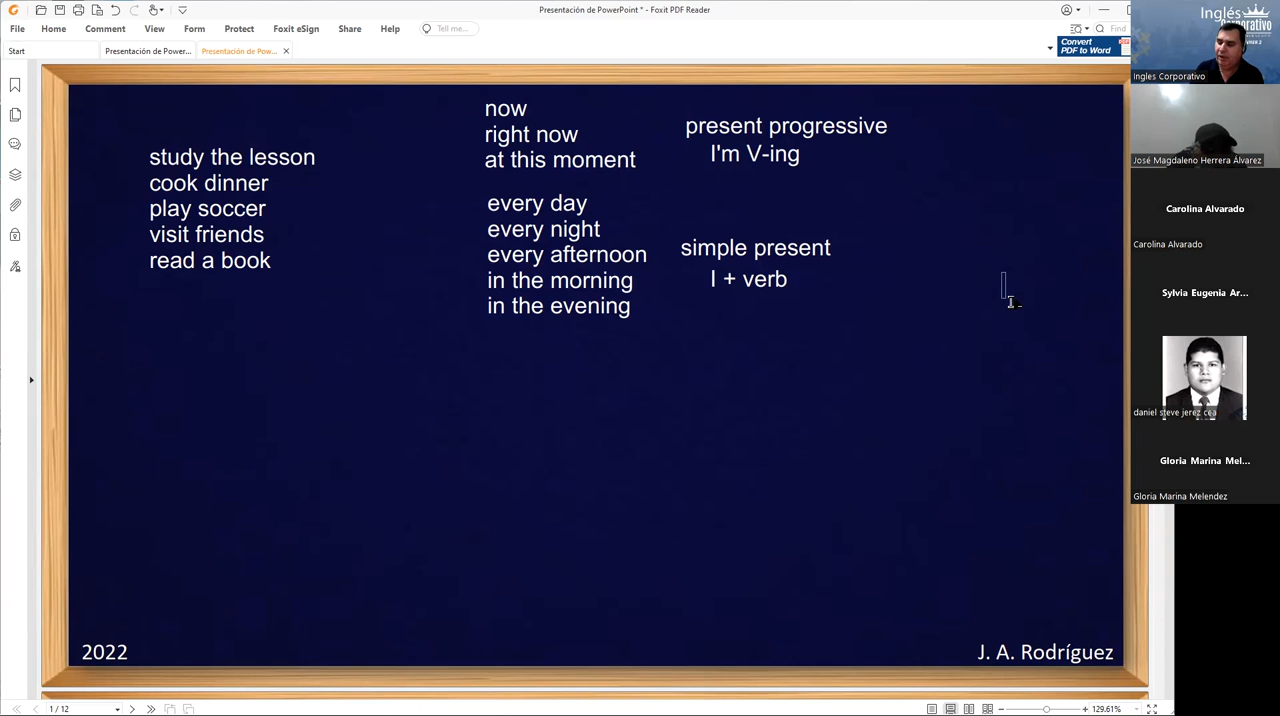 Presentación de PowerPoint * - Foxit PDF Reader
File Home Comment View Form Protect Foxit eSign Share Help Tell me... Find
Start Presentación de Power... Presentación de Pow...
Convert PDF to Word
study the lesson
cook dinner
play soccer
visit friends
read a book
now
right now
at this moment
every day
every night
every afternoon
in the morning
in the evening
present progressive
I'm V-ing
simple present
I + verb
2022
J. A. Rodríguez
Inglés
Corporativo
Ingles Corporativo
José Magdaleno Herrera Álvarez
Carolina Alvarado
Carolina Alvarado
Sylvia Eugenia Ar...
daniel steve jerez cea
Gloria Marina Mel...
Gloria Marina Melendez
1 / 12
129.61%